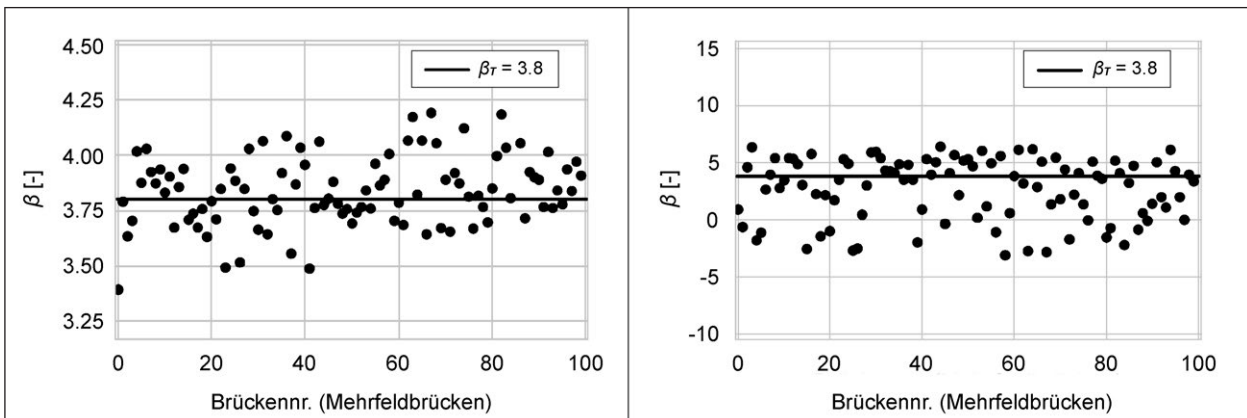 4.50
4.25
4.00
3.75
3.50
3.25
β [-]
βT = 3.8
0 20 40 60 80 100
Brückennr. (Mehrfeldbrücken)
15
10
5
0
-5
-10
β [-]
βT = 3.8
0 20 40 60 80 100
Brückennr. (Mehrfeldbrücken)